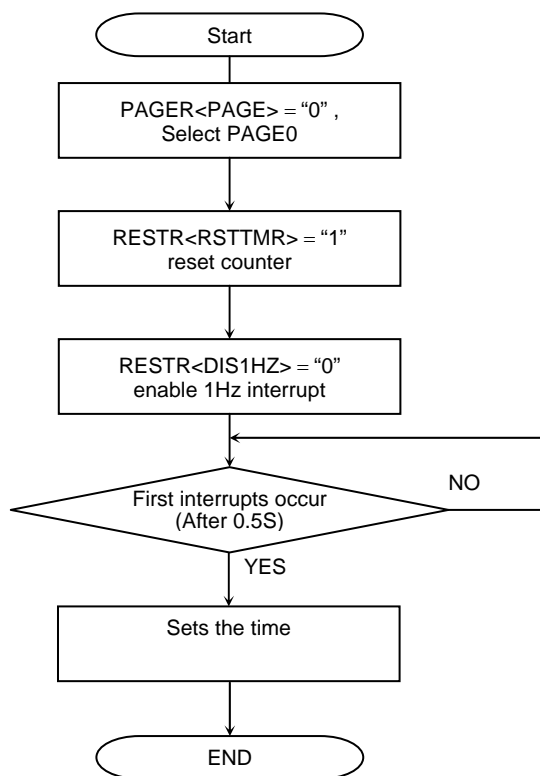 Start
PAGER<PAGE> = “0” ,
Select PAGE0
RESTR<RSTTMR> = “1”
reset counter
RESTR<DIS1HZ> = “0”
enable 1Hz interrupt
First interrupts occur
(After 0.5S)
NO
YES
Sets the time
END